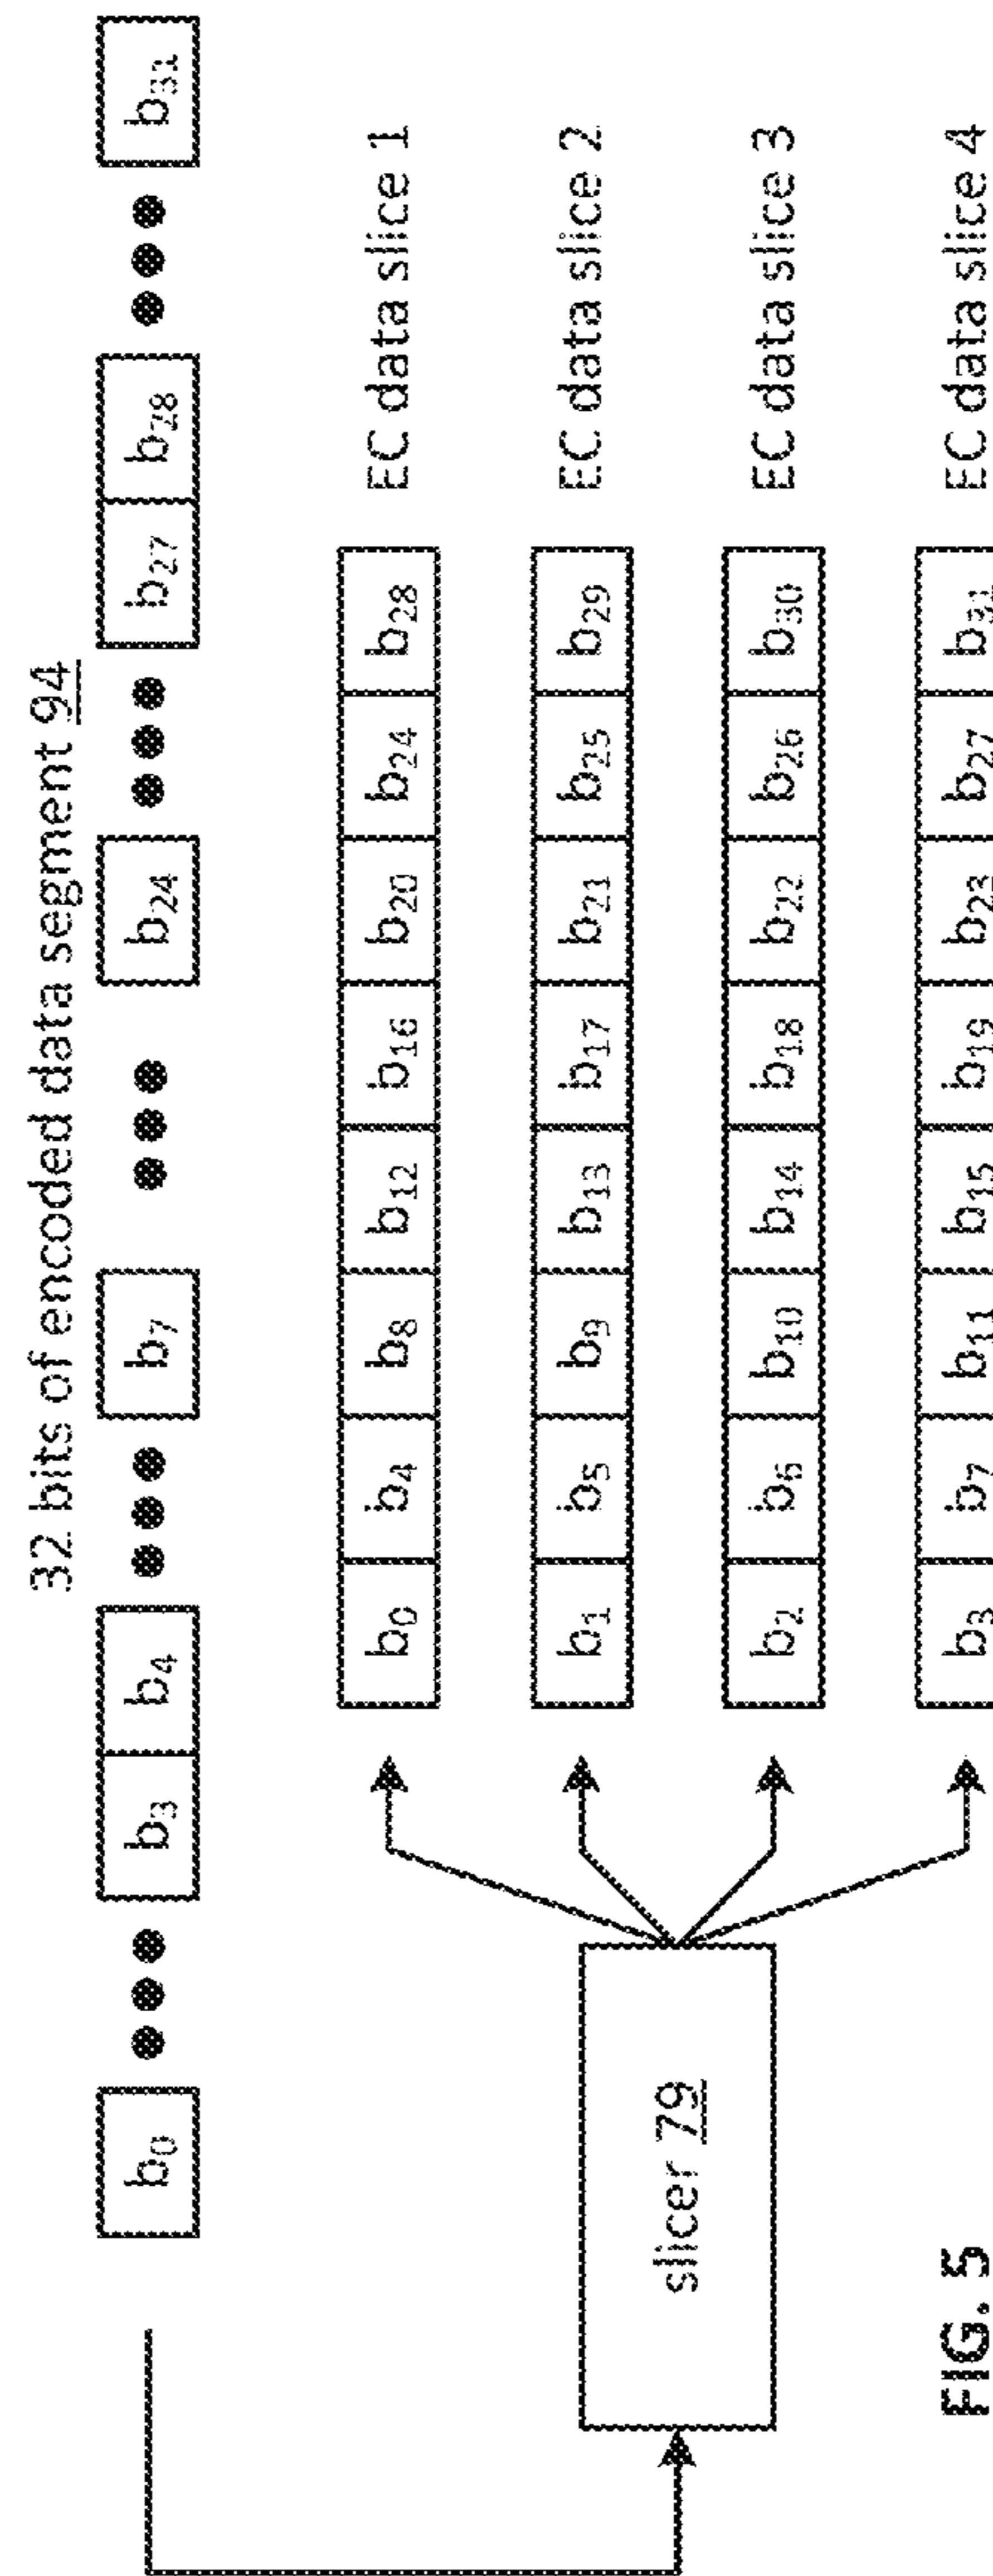 32 bits of encoded data segment 94
b0 ●●● b3 b4 ●●● b7 ●●● b24 ●●● b27 b28 ●●● b31
b0 b4 b8 b12 b16 b20 b24 b28 EC data slice 1
b1 b5 b9 b13 b17 b21 b25 b29 EC data slice 2
slicer 79
b2 b6 b10 b14 b18 b22 b26 b30 EC data slice 3
b3 b7 b11 b15 b19 b23 b27 b31 EC data slice 4
FIG. 5